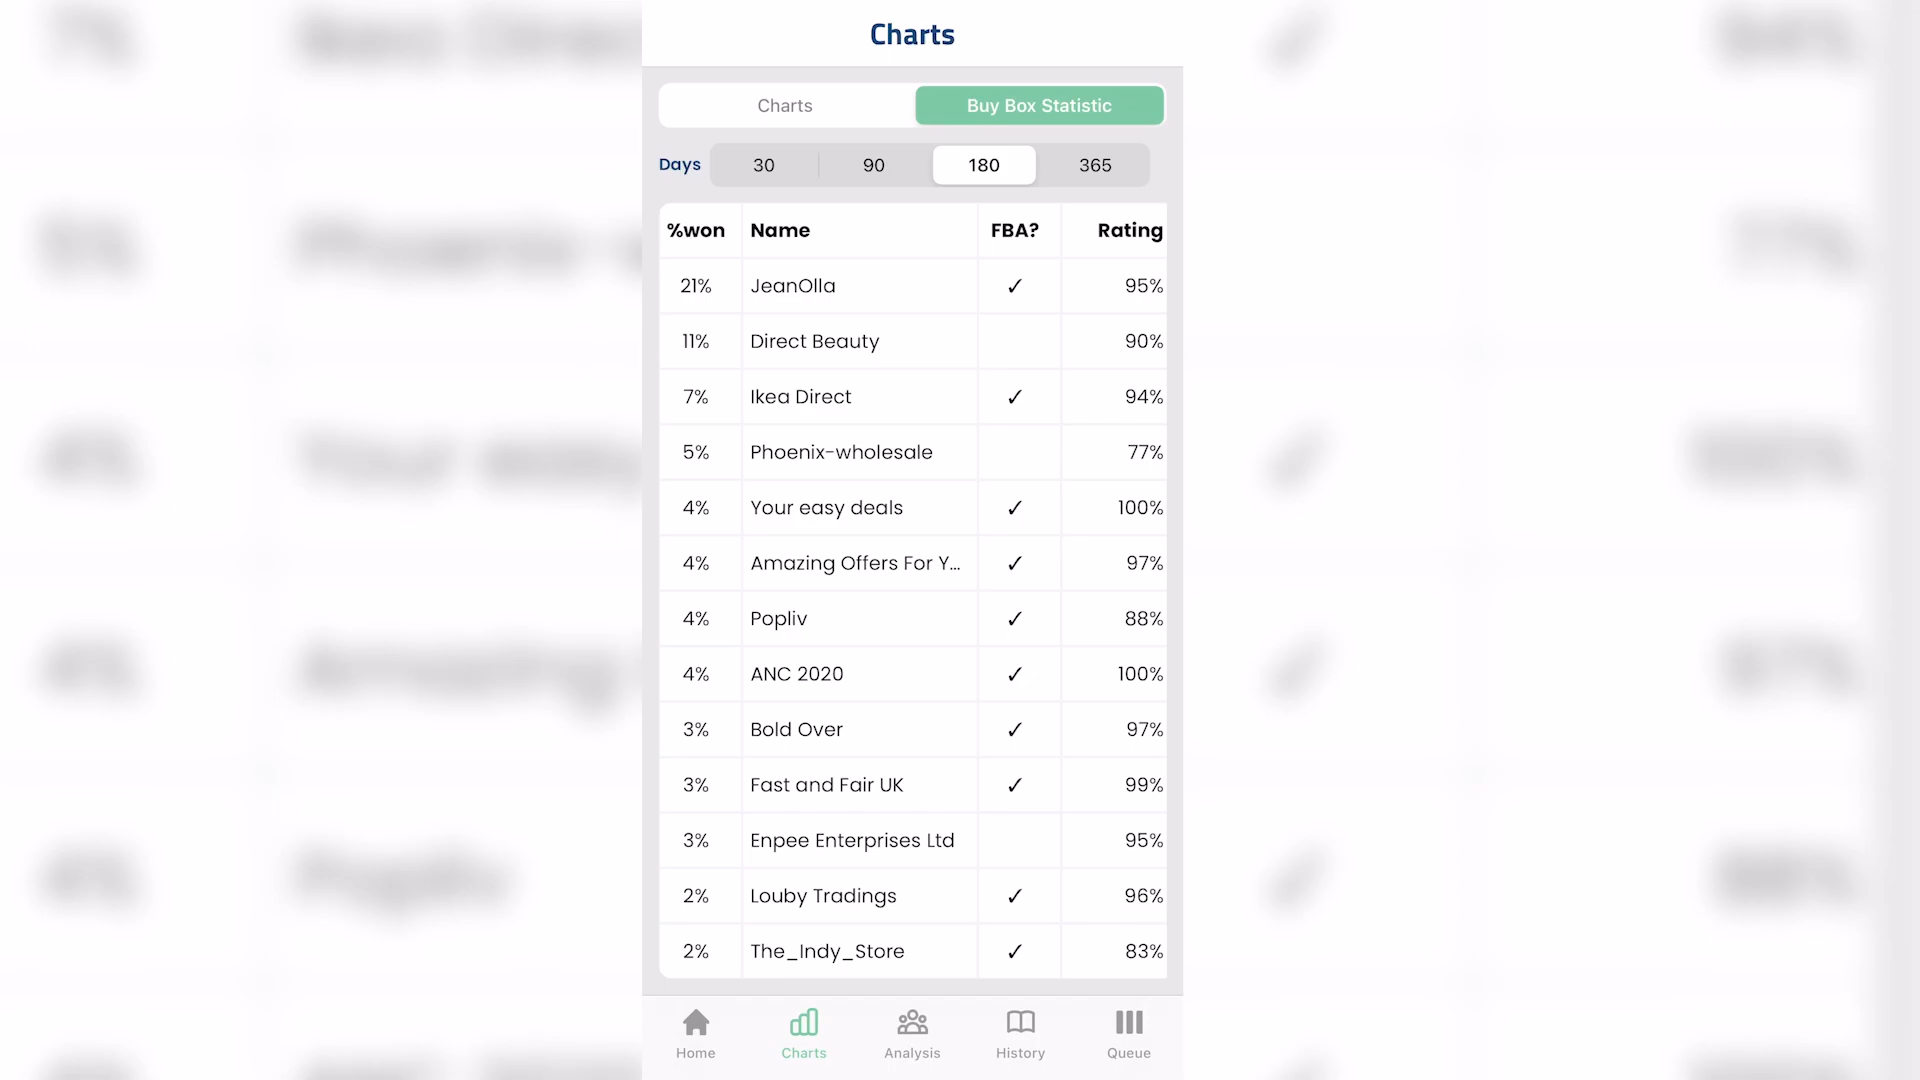 Charts
Charts Buy Box Statistic
Days 30 90 180 365
%won Name FBA? Rating
21% JeanOlla ✓ 95%
11% Direct Beauty 90%
7% Ikea Direct ✓ 94%
5% Phoenix-wholesale 77%
4% Your easy deals ✓ 100%
4% Amazing Offers For Y... ✓ 97%
4% Popliv ✓ 88%
4% ANC 2020 ✓ 100%
3% Bold Over ✓ 97%
3% Fast and Fair UK ✓ 99%
3% Enpee Enterprises Ltd 95%
2% Louby Tradings ✓ 96%
2% The_Indy_Store ✓ 83%
Home Charts Analysis History Queue